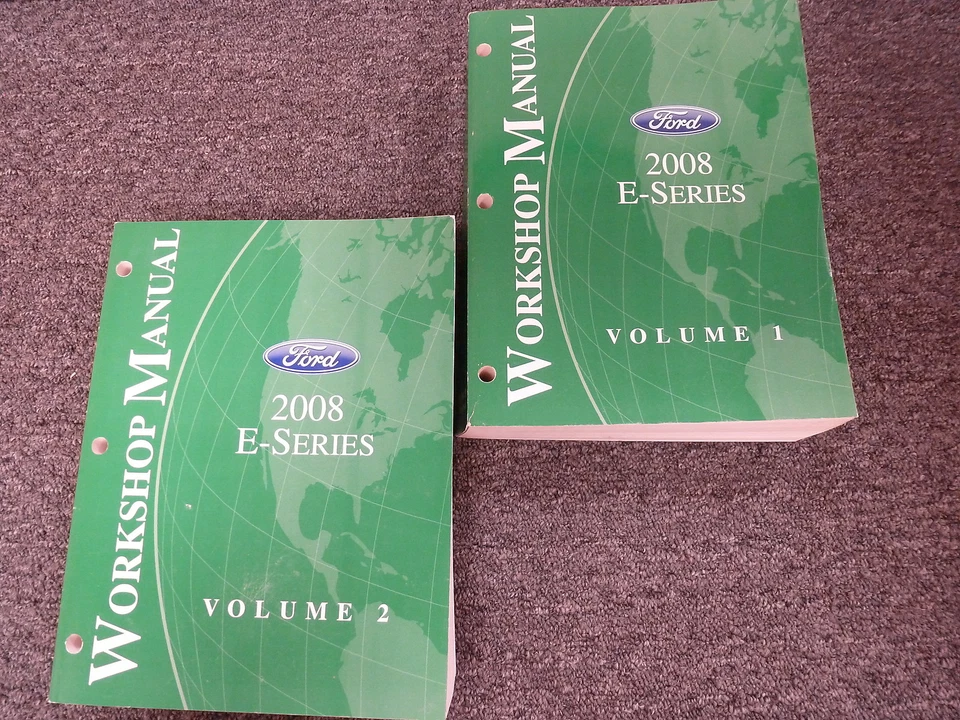 WORKSHOP MANUAL
Ford
2008
E-SERIES
VOLUME 1
WORKSHOP MANUAL
Ford
2008
E-SERIES
VOLUME 2